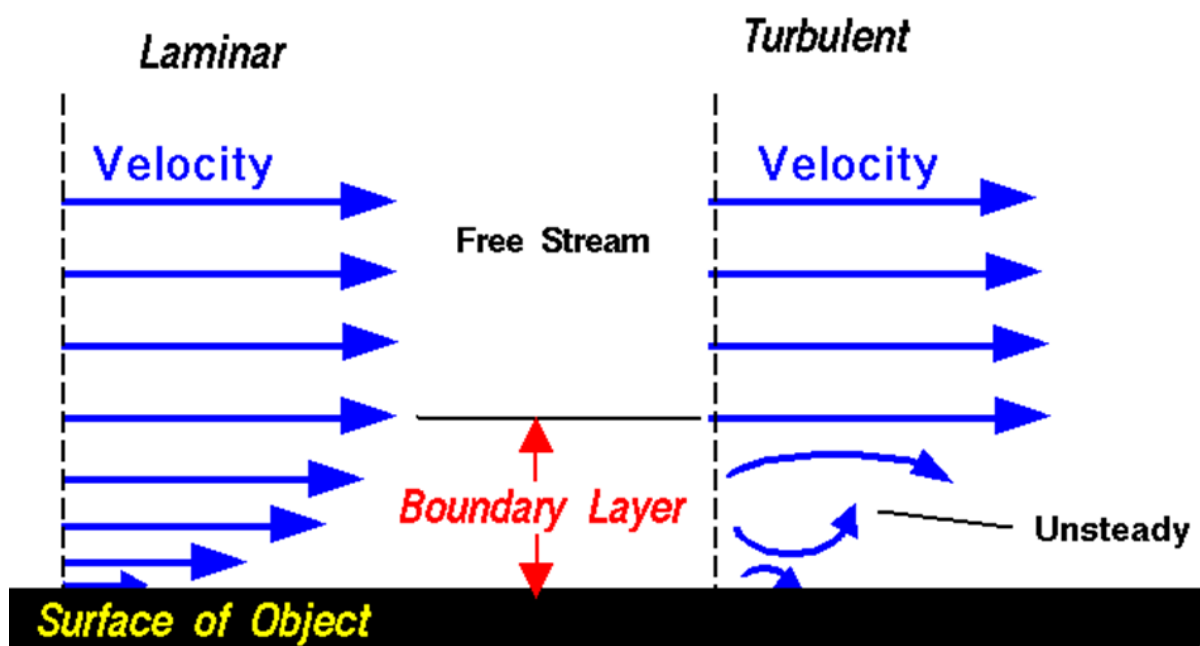 Laminar
Turbulent
Velocity
Velocity
Free Stream
Boundary Layer
Unsteady
Surface of Object